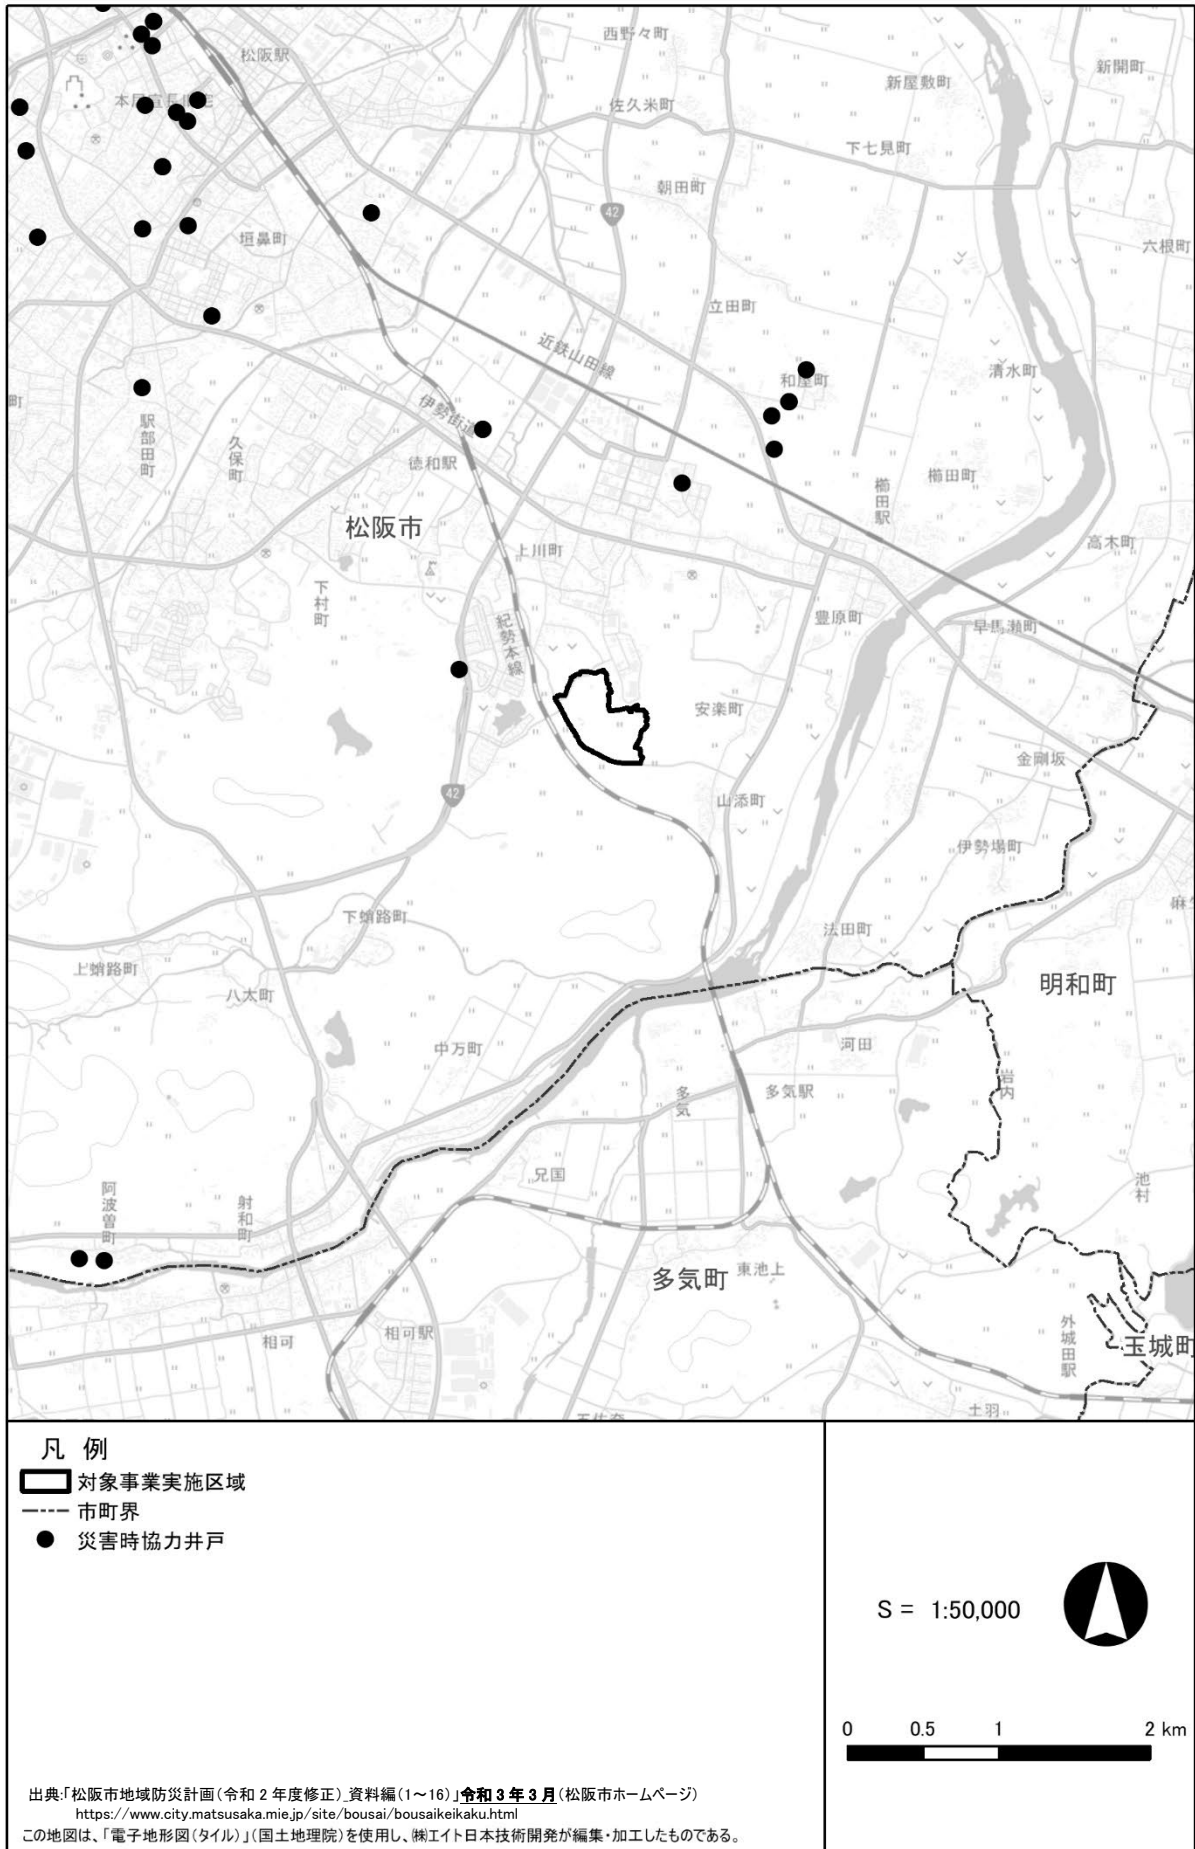 西野々町
松阪駅
新開町
新屋敷町
佐久米町
下七見町
朝田町
42
垣鼻町
六根町
立田町
近鉄山田線
和屋町
清水町
町
伊勢街道
駅部田町
久保町
徳和駅
櫛田町
櫛田駅
松阪市
上川町
高木町
下村町
豊原町
早馬瀬町
紀勢本線
安楽町
金剛坂
42
山添町
伊勢場町
下蛸路町
法田町
上蛸路町
八太町
明和町
中万町
河田
岩内
多気駅
多気
兄国
池村
阿波曽町
射和町
多気町
東池上
相可
相可駅
外城田駅
玉城町
土羽
凡 例
対象事業実施区域
市町界
災害時協力井戸
S = 1:50,000
0 0.5 1 2 km
出典:「松阪市地域防災計画(令和 2 年度修正)_資料編(1~16)」令和 3 年 3 月(松阪市ホームページ)
https://www.city.matsusaka.mie.jp/site/bousai/bousaikeikaku.html
この地図は、「電子地形図(タイル)」(国土地理院)を使用し、㈱エイト日本技術開発が編集・加工したものである。